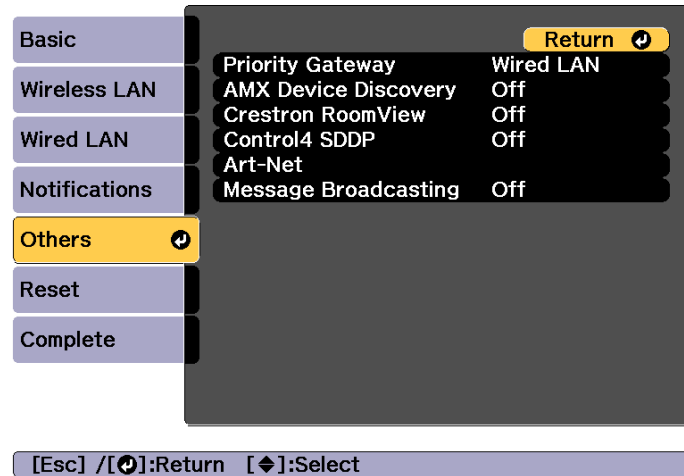 Basic
Wireless LAN
Wired LAN
Notifications
Others
Reset
Complete
Return
Priority Gateway Wired LAN
AMX Device Discovery Off
Crestron RoomView Off
Control4 SDDP Off
Art-Net
Message Broadcasting Off
[Esc] /[⏎]:Return [◆]:Select